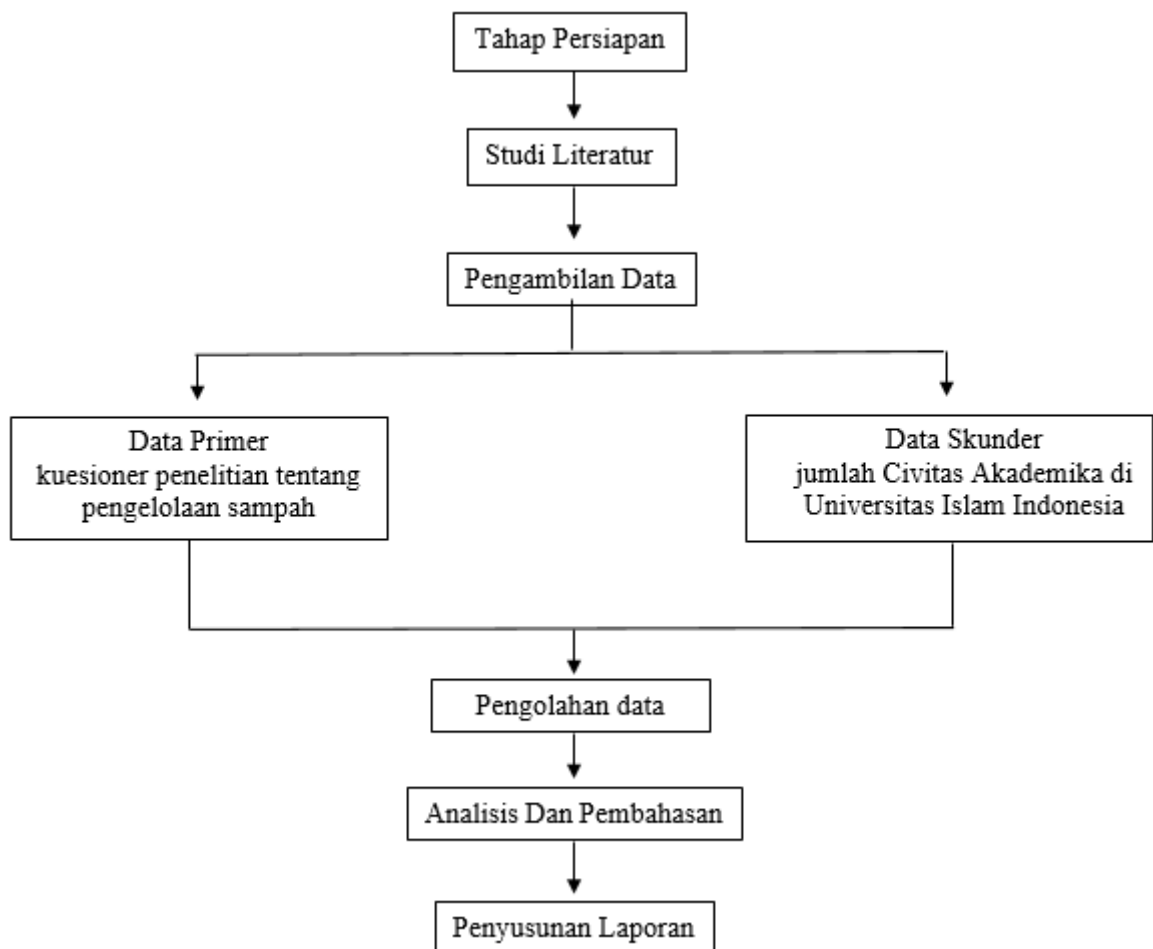 Tahap Persiapan
Studi Literatur
Pengambilan Data
Data Primer
kuesioner penelitian tentang
pengelolaan sampah
Data Skunder
jumlah Civitas Akademika di
Universitas Islam Indonesia
Pengolahan data
Analisis Dan Pembahasan
Penyusunan Laporan